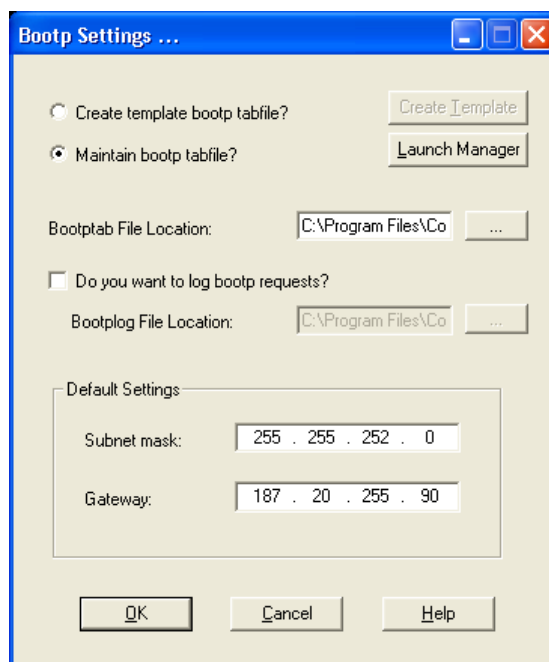 Bootp Settings ...
Create template bootp tabfile?
Create Template
Maintain bootp tabfile?
Launch Manager
Bootptab File Location:
C:\Program Files\Co
...
Do you want to log bootp requests?
Bootplog File Location:
C:\Program Files\Co
...
Default Settings
Subnet mask:
255 . 255 . 252 . 0
Gateway:
187 . 20 . 255 . 90
OK
Cancel
Help